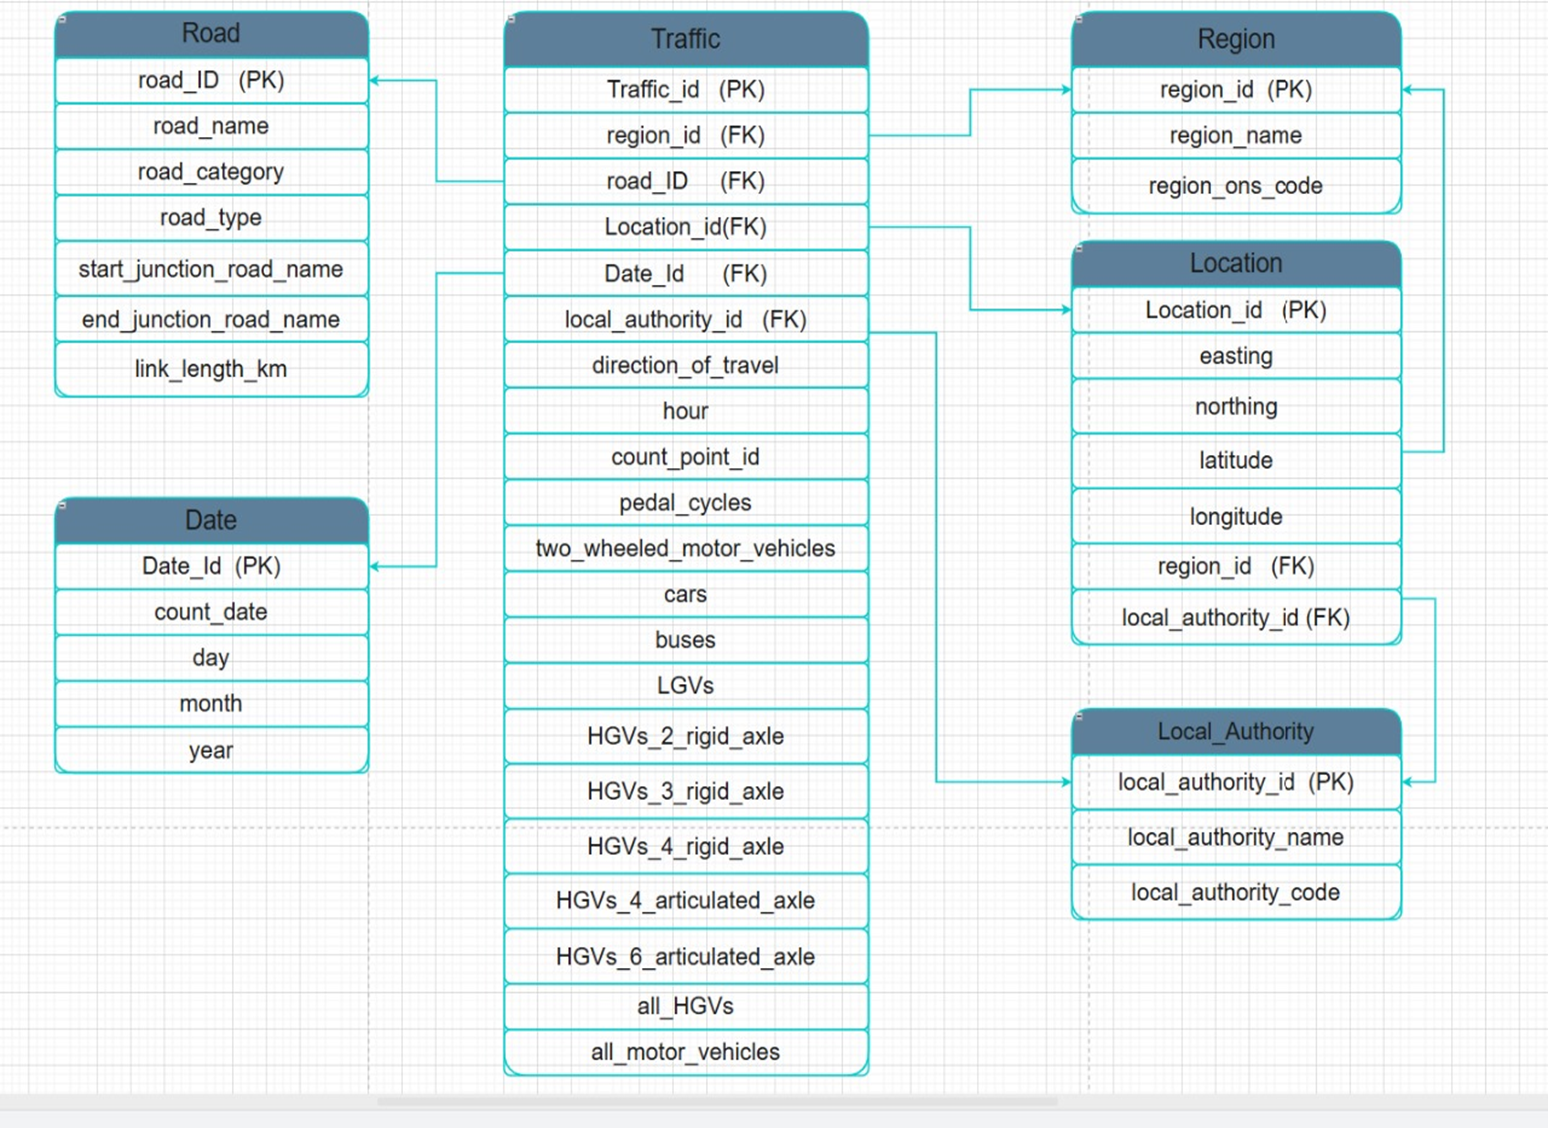 Road
road_ID (PK)
road_name
road_category
road_type
start_junction_road_name
end_junction_road_name
link_length_km
Date
Date_Id (PK)
count_date
day
month
year
Traffic
Traffic_id (PK)
region_id (FK)
road_ID (FK)
Location_id(FK)
Date_Id (FK)
local_authority_id (FK)
direction_of_travel
hour
count_point_id
pedal_cycles
two_wheeled_motor_vehicles
cars
buses
LGVs
HGVs_2_rigid_axle
HGVs_3_rigid_axle
HGVs_4_rigid_axle
HGVs_4_articulated_axle
HGVs_6_articulated_axle
all_HGVs
all_motor_vehicles
Region
region_id (PK)
region_name
region_ons_code
Location
Location_id (PK)
easting
northing
latitude
longitude
region_id (FK)
local_authority_id (FK)
Local_Authority
local_authority_id (PK)
local_authority_name
local_authority_code